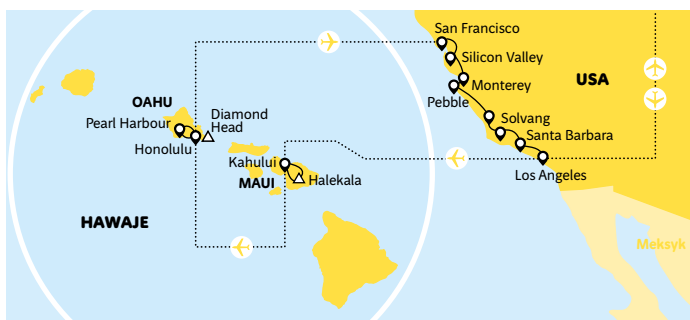 San Francisco
Silicon Valley
Monterey
USA
Pebble
OAHU
Diamond
Head
Pearl Harbour
Honolulu
Solvang
Santa Barbara
Kahului
Los Angeles
MAUI
Halekala
HAWAJE
Meksyk